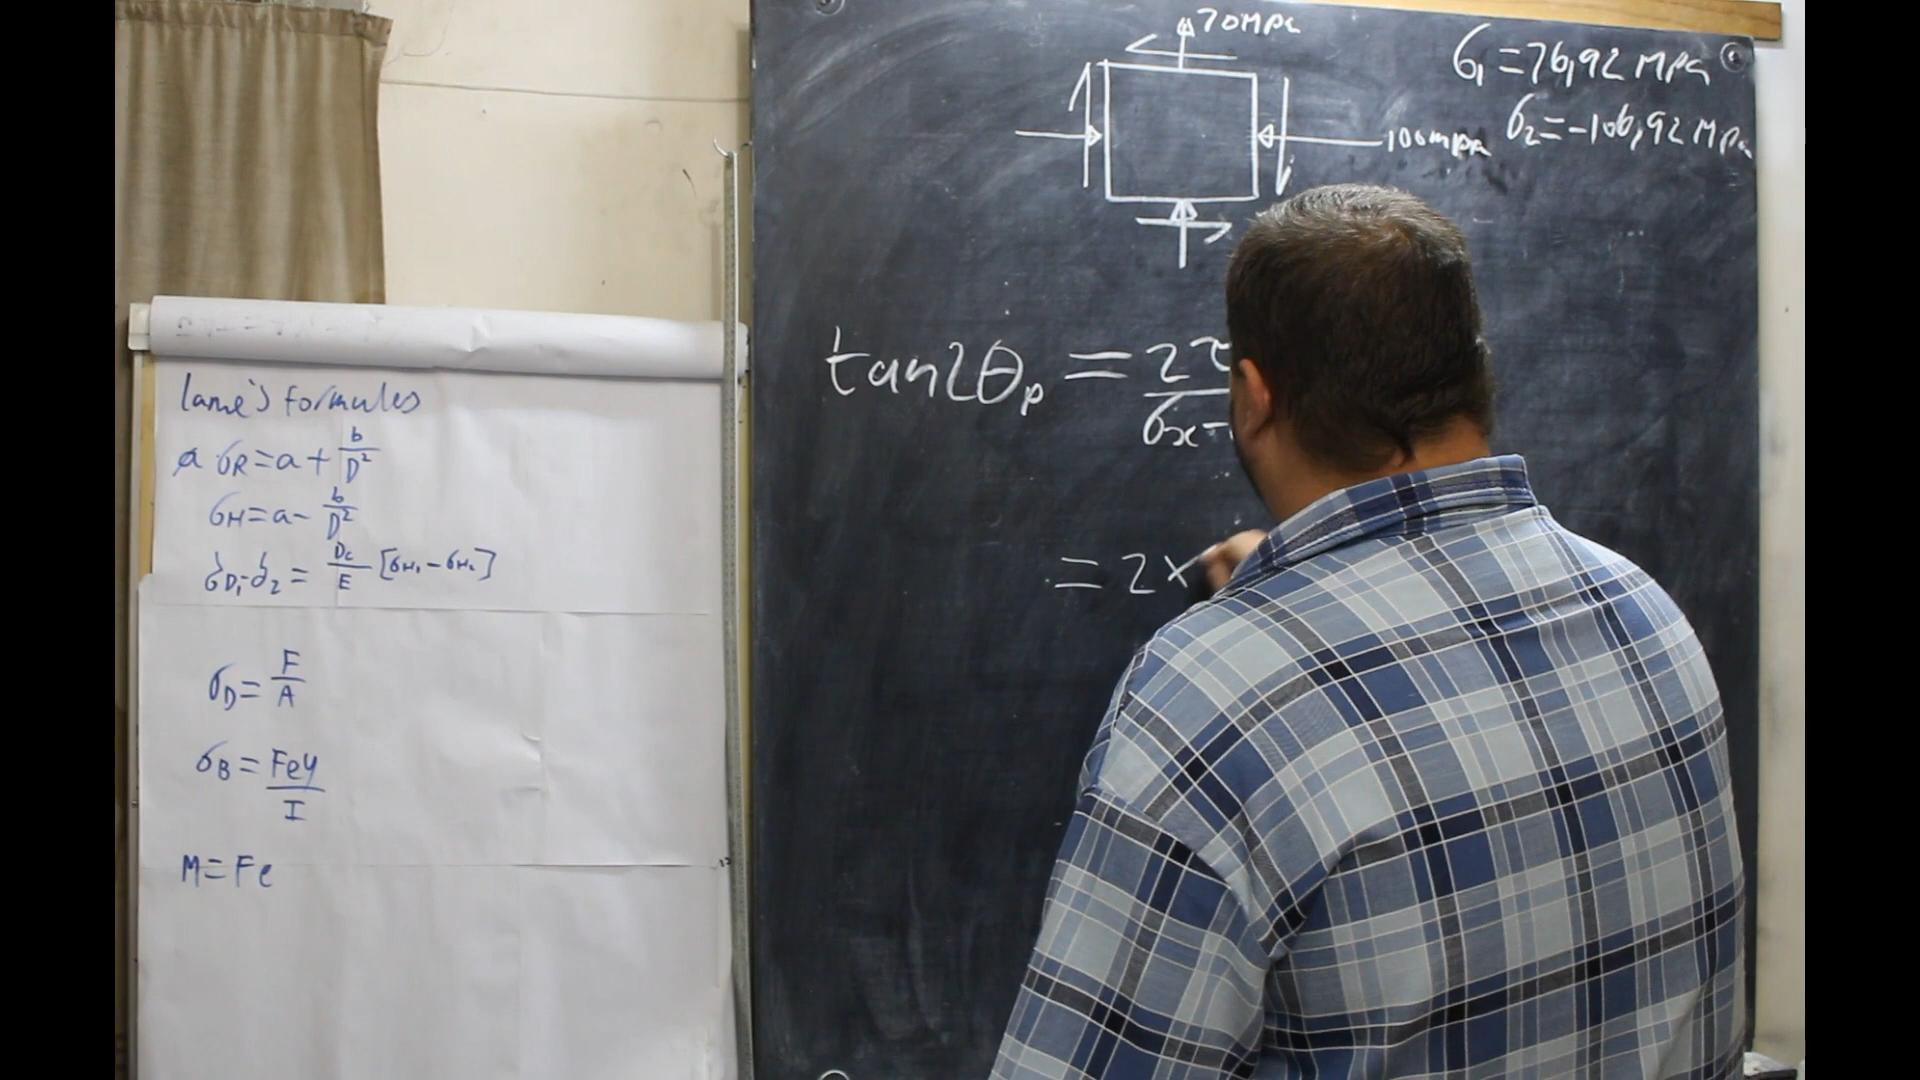 lame's formules
σR = a + b/D²
σH = a - b/D²
δD₁-δ₂ = Dc/E [σH₁ - σH₂]
σD = F/A
σB = Fey/I
M = Fe
70MPa
100mpa
σ₁ = 76,92 MPa
σ₂ = -106,92 MPa
tan2θp = 2τ
σx -
= 2×